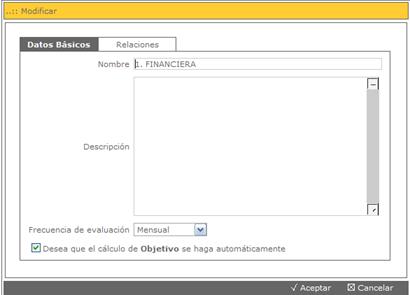 ..:: Modificar
Datos Básicos Relaciones
Nombre 1. FINANCIERA
Descripción
Frecuencia de evaluación Mensual
Desea que el cálculo de Objetivo se haga automáticamente
Aceptar Cancelar